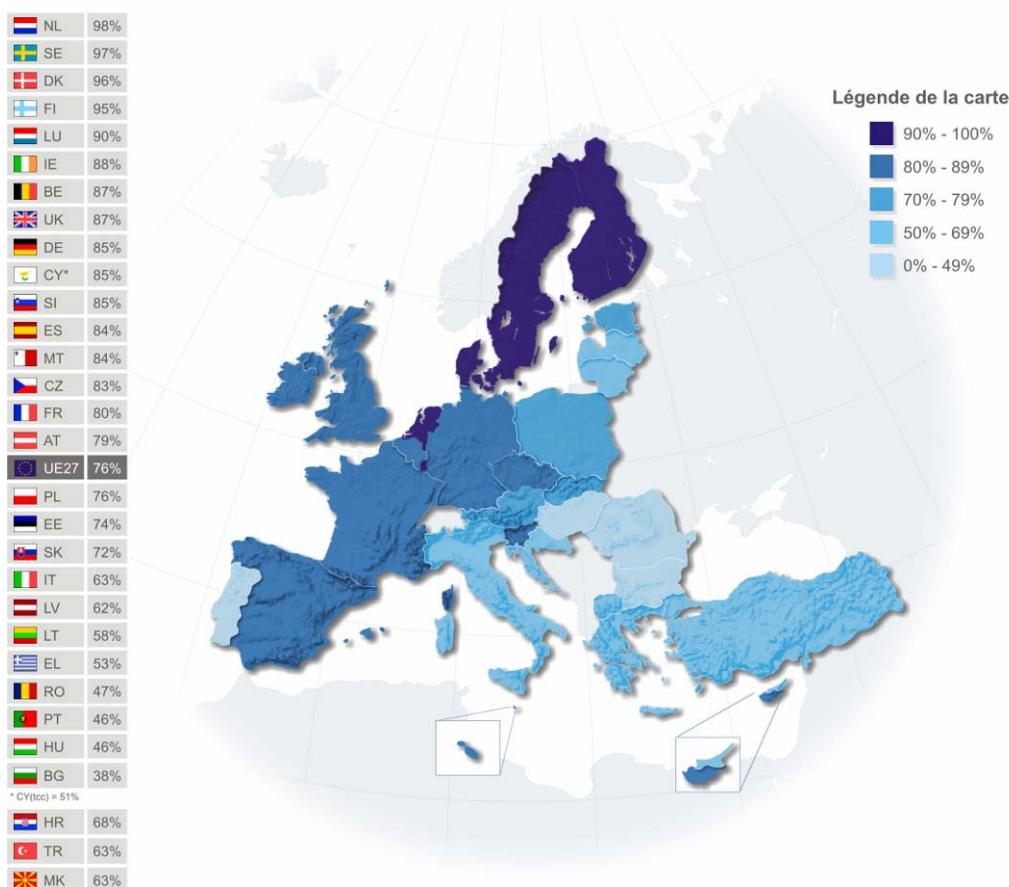 NL 98%
SE 97%
DK 96%
FI 95%
LU 90%
IE 88%
BE 87%
UK 87%
DE 85%
CY* 85%
SI 85%
ES 84%
MT 84%
CZ 83%
FR 80%
AT 79%
UE27 76%
PL 76%
EE 74%
SK 72%
IT 63%
LV 62%
LT 58%
EL 53%
RO 47%
PT 46%
HU 46%
BG 38%
* CY(tcc) = 51%
HR 68%
TR 63%
MK 63%
Légende de la carte
90% - 100%
80% - 89%
70% - 79%
50% - 69%
0% - 49%